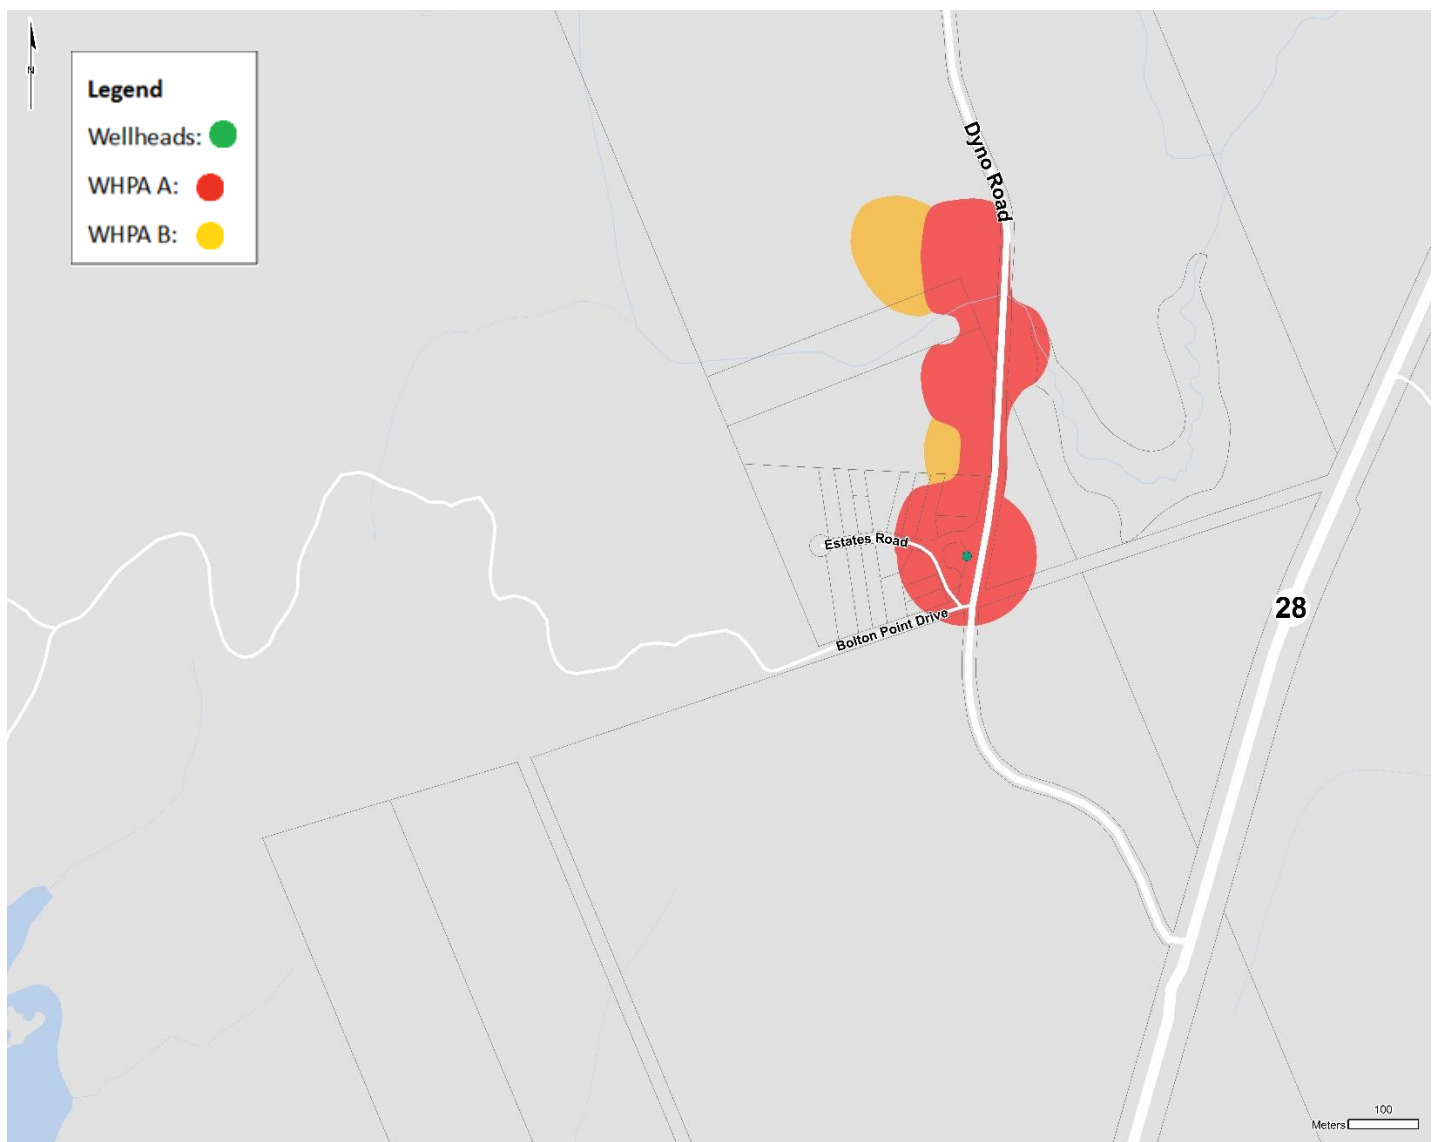 N
Legend
Wellheads:
WHPA A:
WHPA B:
Dyno Road
Estates Road
Bolton Point Drive
28
100
Meters